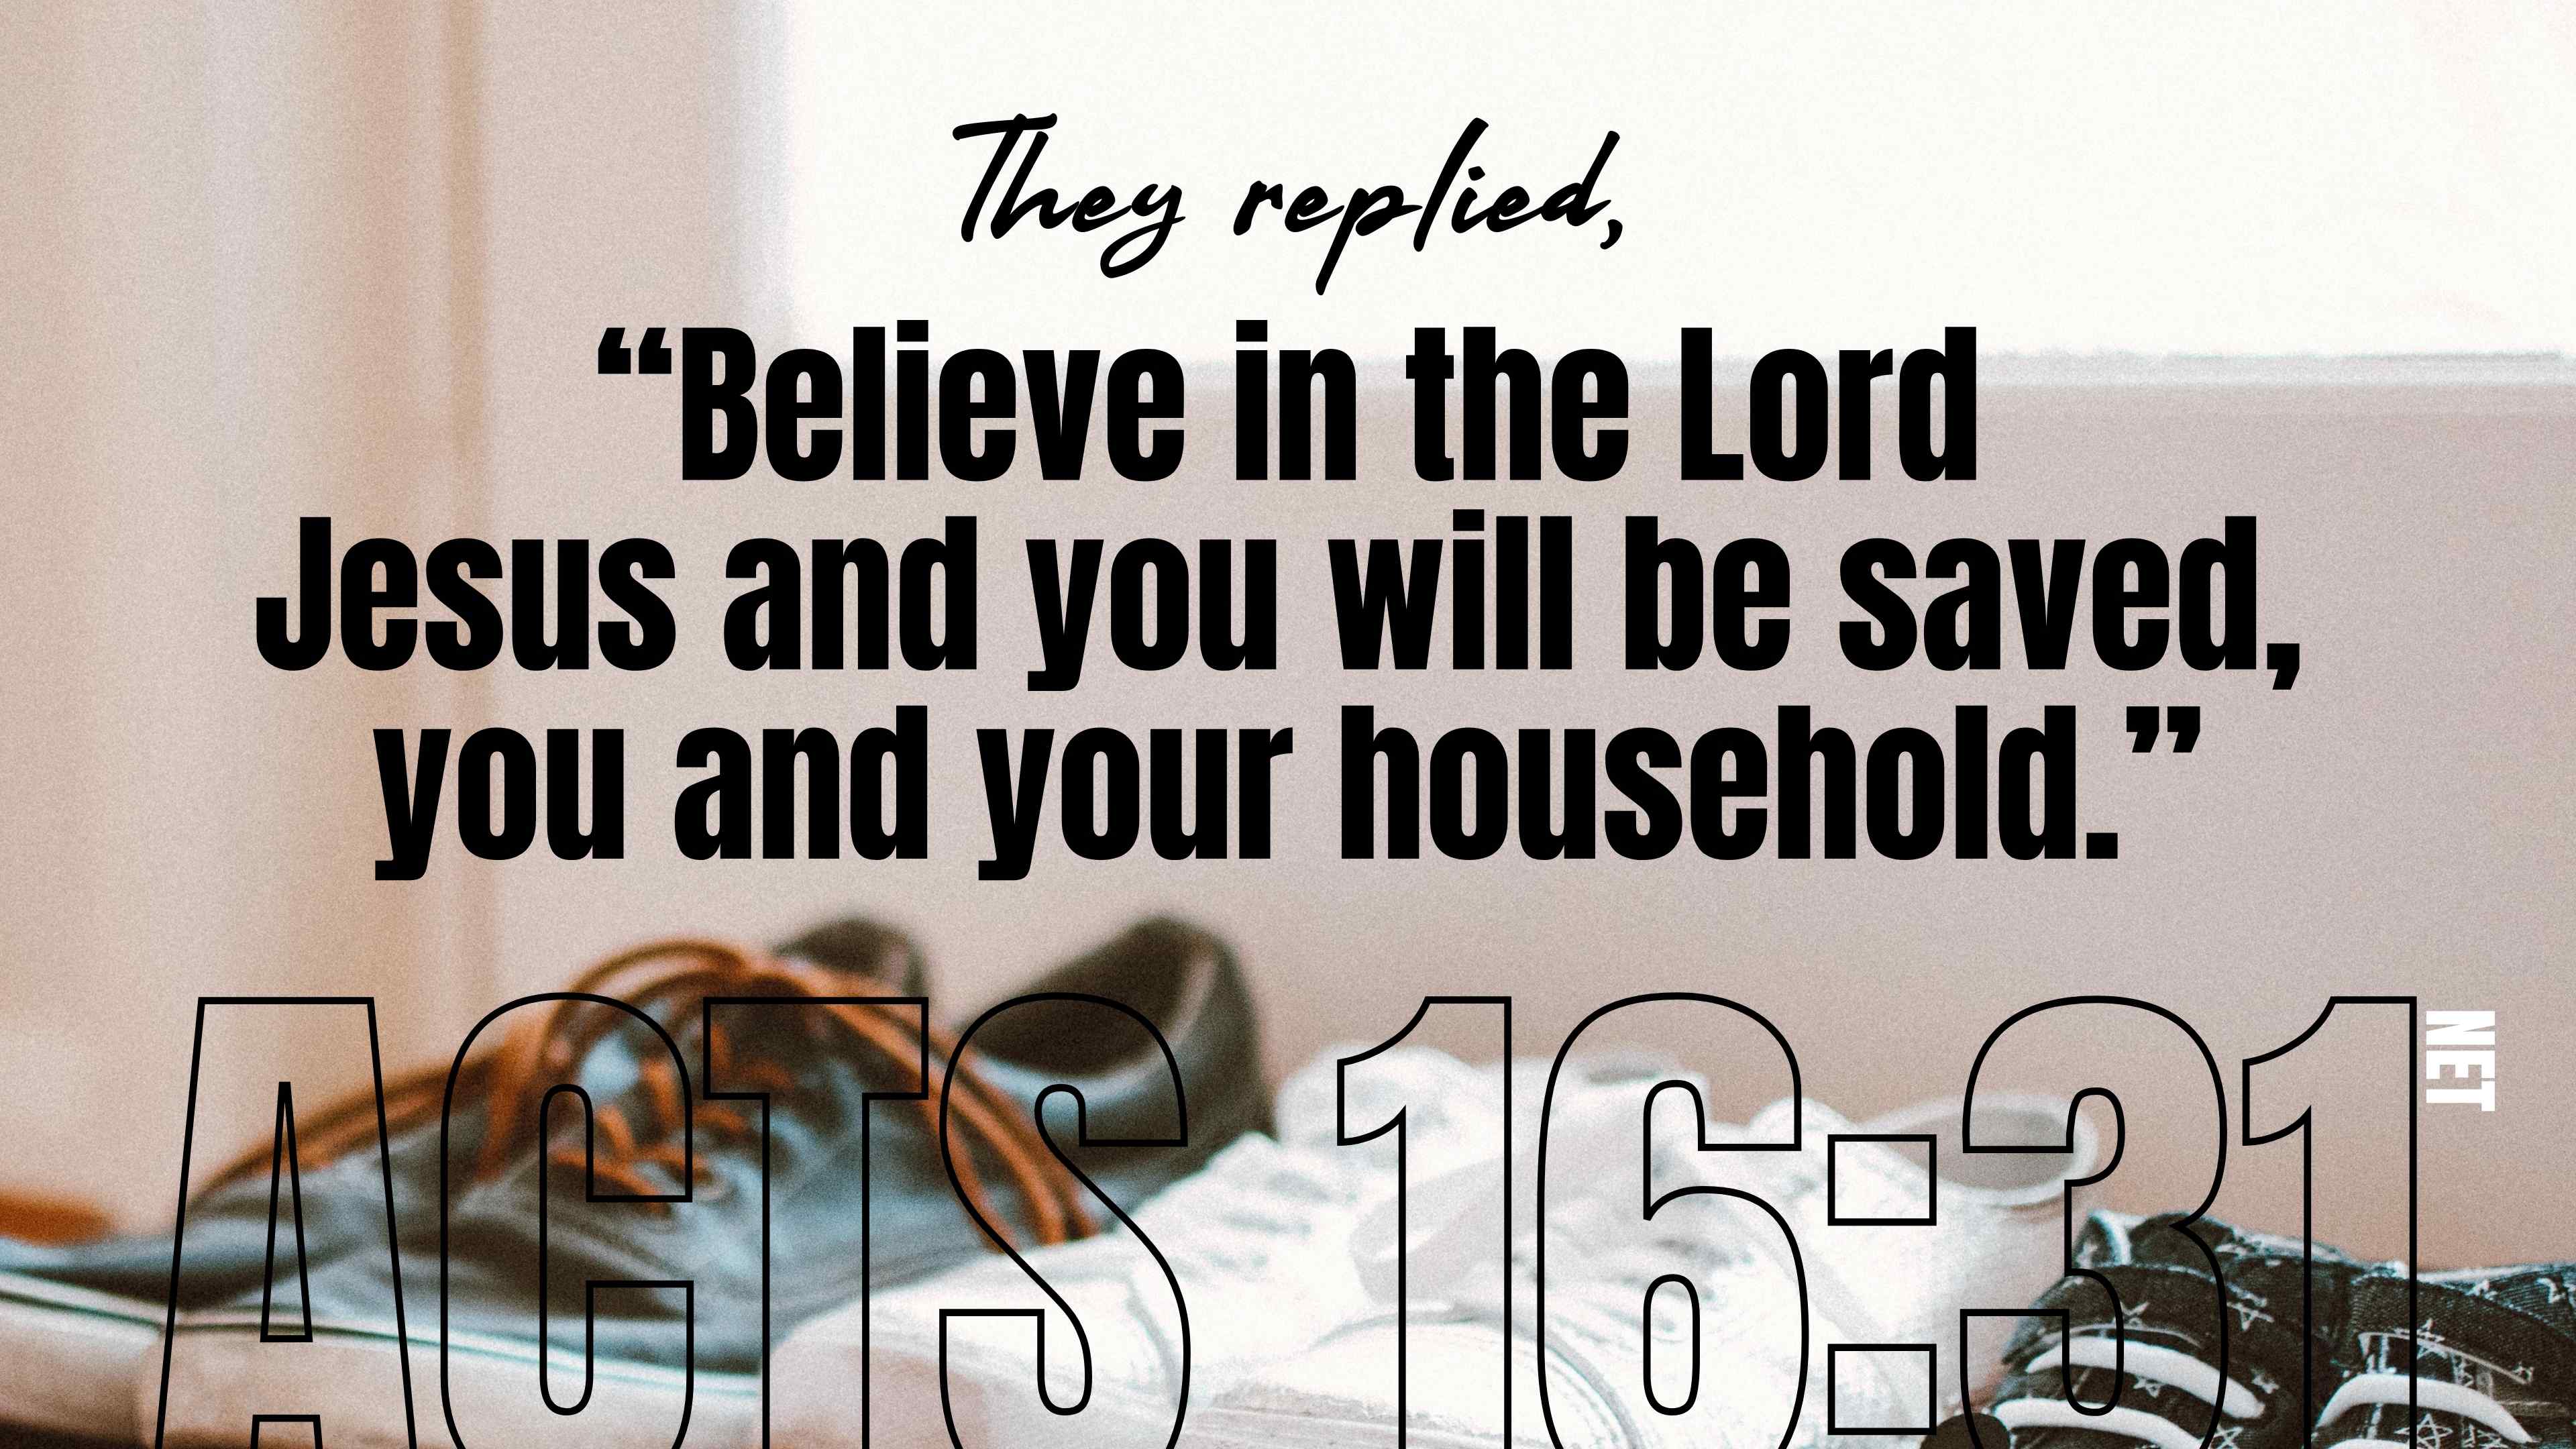 They replied,
“Believe in the Lord
Jesus and you will be saved,
you and your household.”
ACTS 16:31
NET